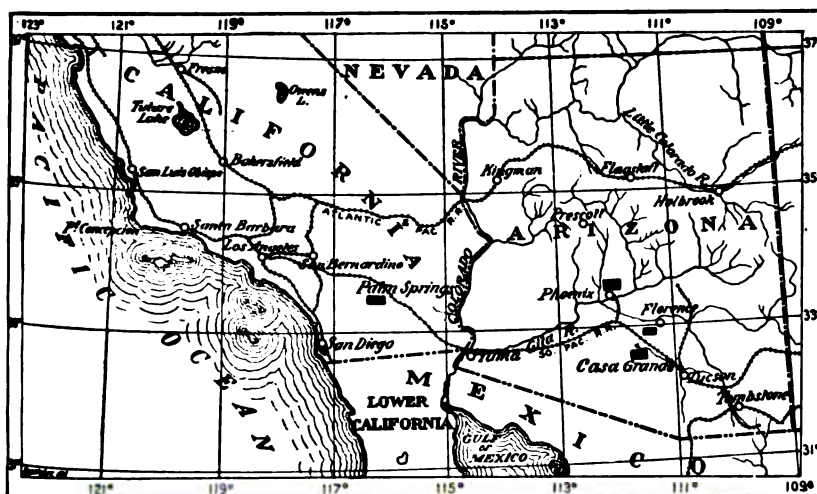 123° 121° 119° 117° 115° 113° 111° 109°
37
NEVADA
Fresno
CALIFORNIA
Owens
L.
Tulare
Lake
PACIFIC OCEAN
RIVER
Little Colorado R.
Bakersfield
Kingman
Flagstaff
San Luis Obispo
35
Holbrook
Prescott
ATLANTIC PAC. R.R.
Pt Concepcion
Santa Barbara
ARIZONA
Los Angeles
San Bernardino
COLORADO
Palm Springs
Phoenix
Florence
33
Gila R.
SO. PAC. R.R.
San Diego
Yuma
Casa Grande
Tucson
MEXICO
LOWER
CALIFORNIA
Tombstone
GULF
OF
MEXICO
31°
121° 119° 117° 115° 113° 111° 109°